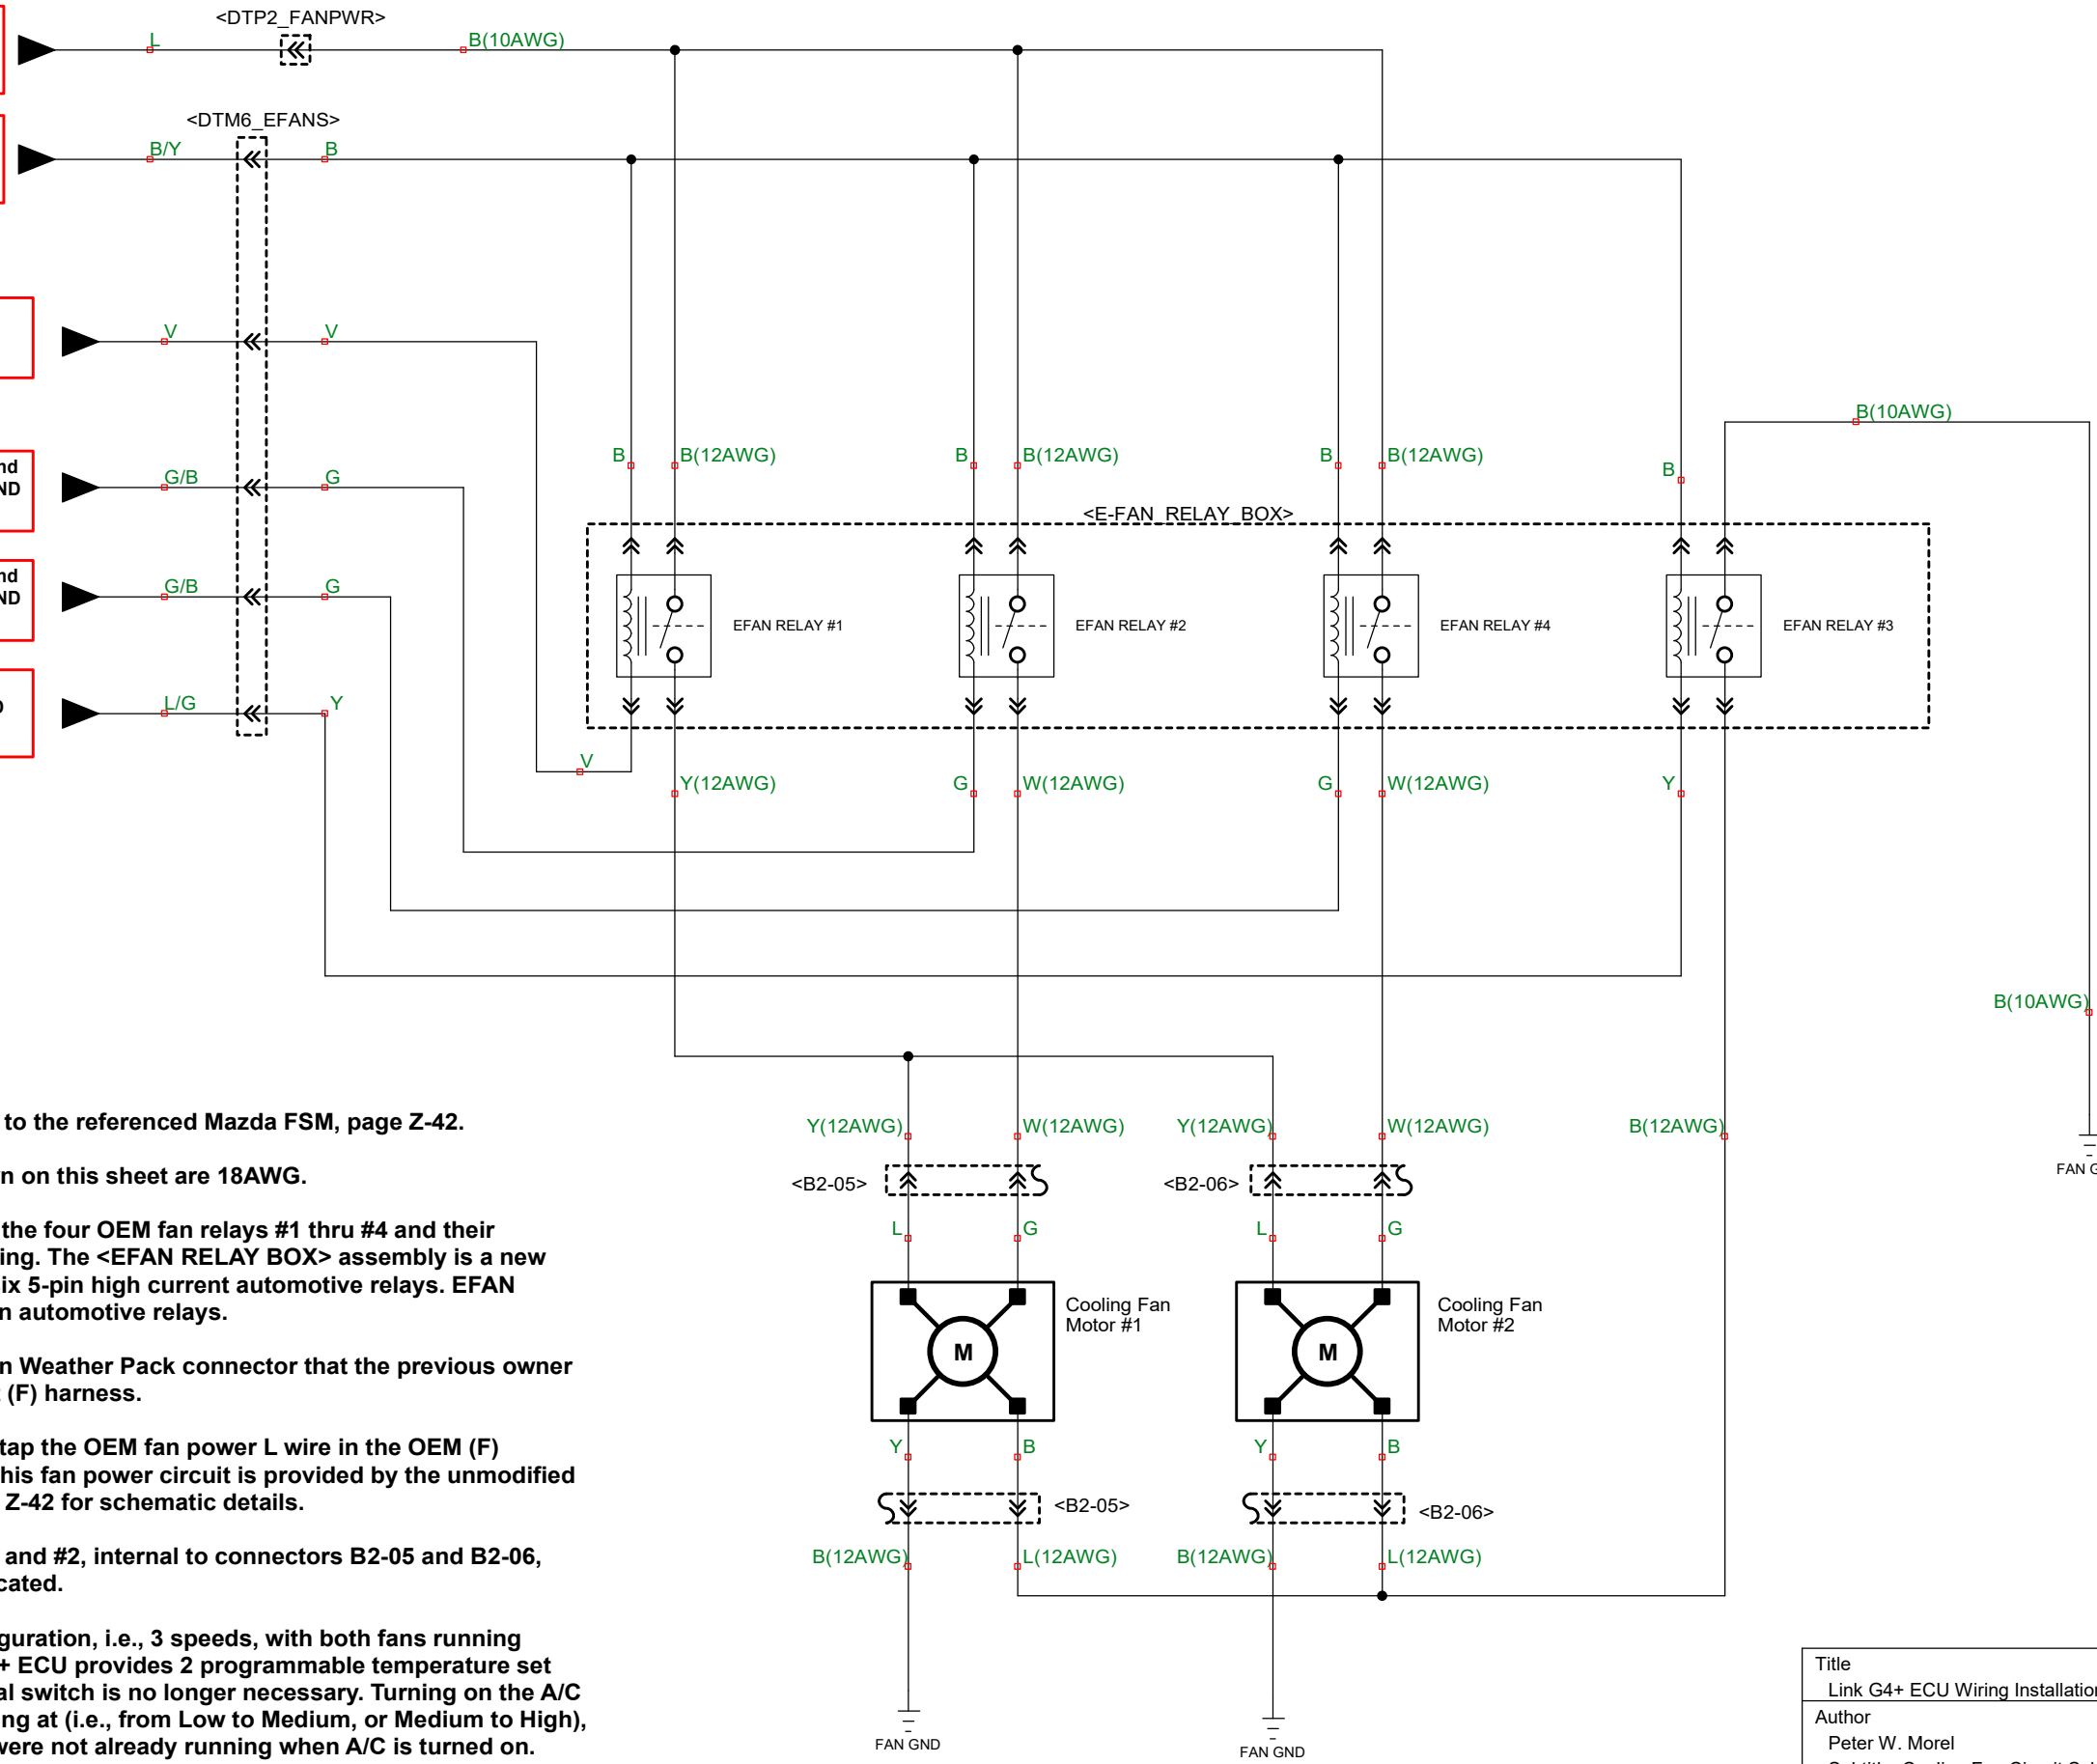 <DTP2_FANPWR>
L
B(10AWG)
<DTM6_EFANS>
B/Y
B
V
V
B(10AWG)
nd
ND
G/B
G
B
B(12AWG)
B
B(12AWG)
B
B(12AWG)
B
<E-FAN_RELAY_BOX>
nd
ND
G/B
G
EFAN RELAY #1
EFAN RELAY #2
EFAN RELAY #4
EFAN RELAY #3
L/G
Y
V
Y(12AWG)
G
W(12AWG)
G
W(12AWG)
Y
B(10AWG)
to the referenced Mazda FSM, page Z-42.
Y(12AWG)
W(12AWG)
Y(12AWG)
W(12AWG)
B(12AWG)
n on this sheet are 18AWG.
<B2-05>
<B2-06>
FAN G
the four OEM fan relays #1 thru #4 and their
L
G
L
G
ing. The <EFAN RELAY BOX> assembly is a new
six 5-pin high current automotive relays. EFAN
n automotive relays.
Cooling Fan
Motor #1
Cooling Fan
Motor #2
M
M
n Weather Pack connector that the previous owner
(F) harness.
tap the OEM fan power L wire in the OEM (F)
his fan power circuit is provided by the unmodified
Z-42 for schematic details.
Y
B
Y
B
<B2-05>
<B2-06>
and #2, internal to connectors B2-05 and B2-06,
cated.
B(12AWG)
L(12AWG)
B(12AWG)
L(12AWG)
guration, i.e., 3 speeds, with both fans running
+ ECU provides 2 programmable temperature set
al switch is no longer necessary. Turning on the A/C
ng at (i.e., from Low to Medium, or Medium to High),
were not already running when A/C is turned on.
FAN GND
FAN GND
Title
Link G4+ ECU Wiring Installation
Author
Peter W. Morel